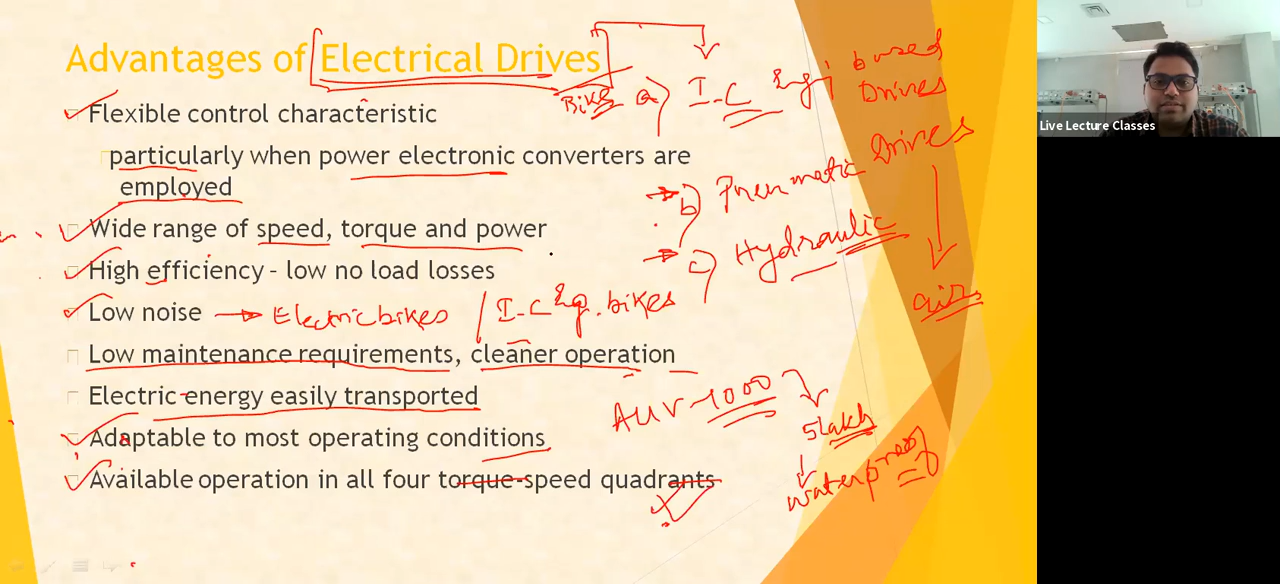 Advantages of Electrical Drives
Bike a) I.C Eng. based
Drives
Flexible control characteristic
particularly when power electronic converters are
employed
b) Pneumatic Drives
Wide range of speed, torque and power
c) Hydraulic
High efficiency - low no load losses
air
Low noise → Electric bikes / I.C Eg. bikes
Low maintenance requirements, cleaner operation
Electric energy easily transported
AUV-1000
5 lakh
Adaptable to most operating conditions
waterproof
Available operation in all four torque-speed quadrants
Live Lecture Classes